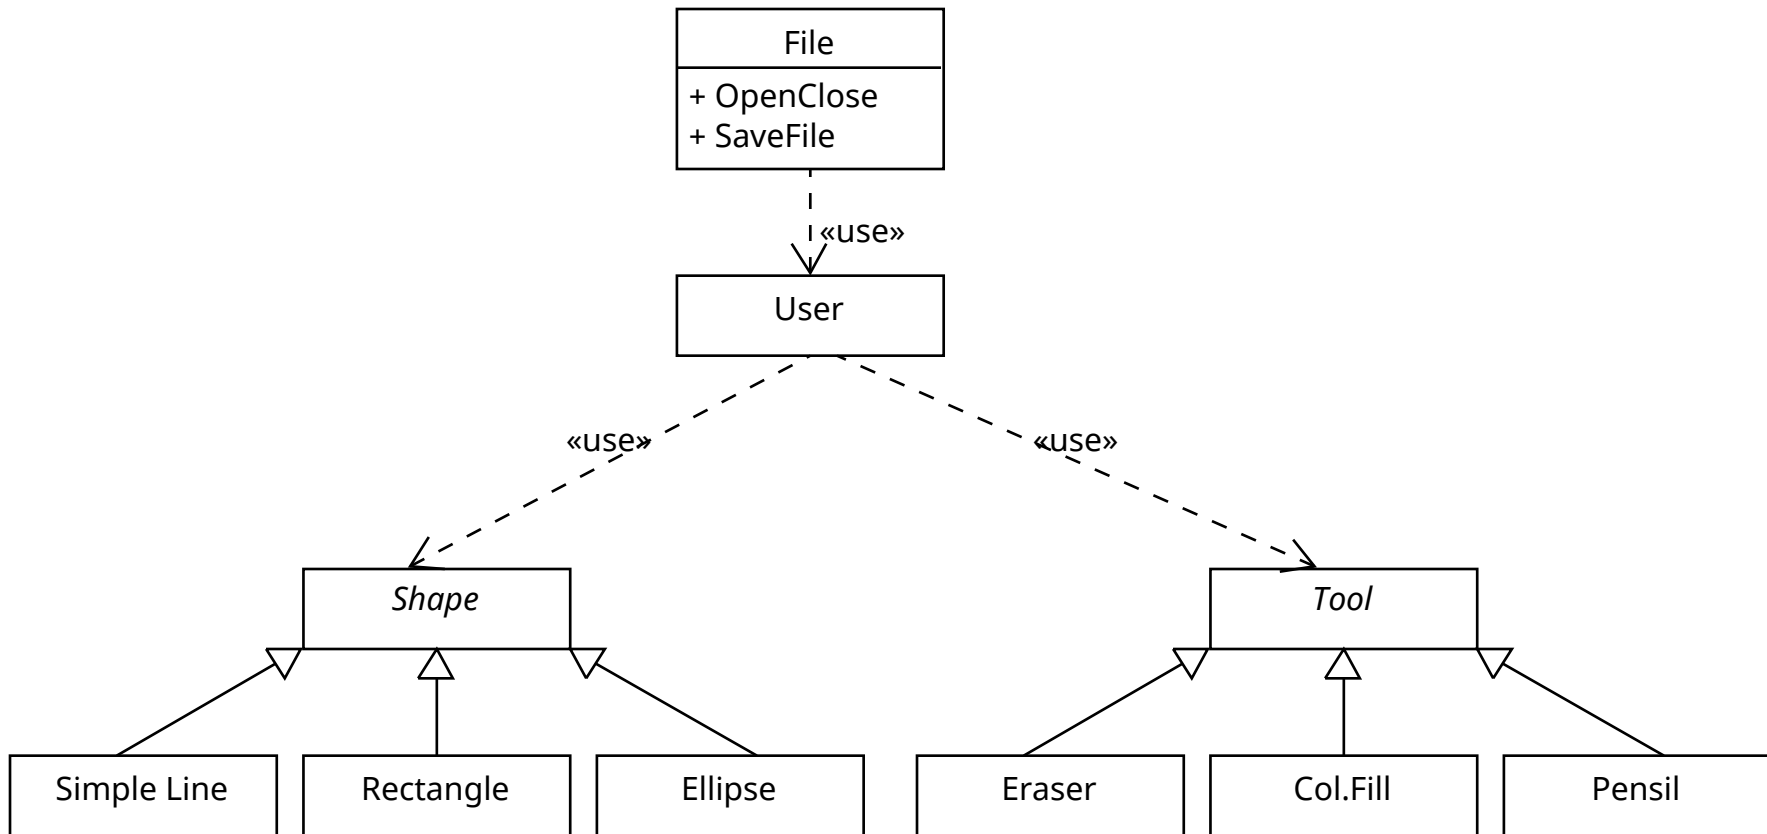 File
+ OpenClose
+ SaveFile
«use»
User
«use»
«use»
Shape
Tool
Simple Line
Rectangle
Ellipse
Eraser
Col.Fill
Pensil